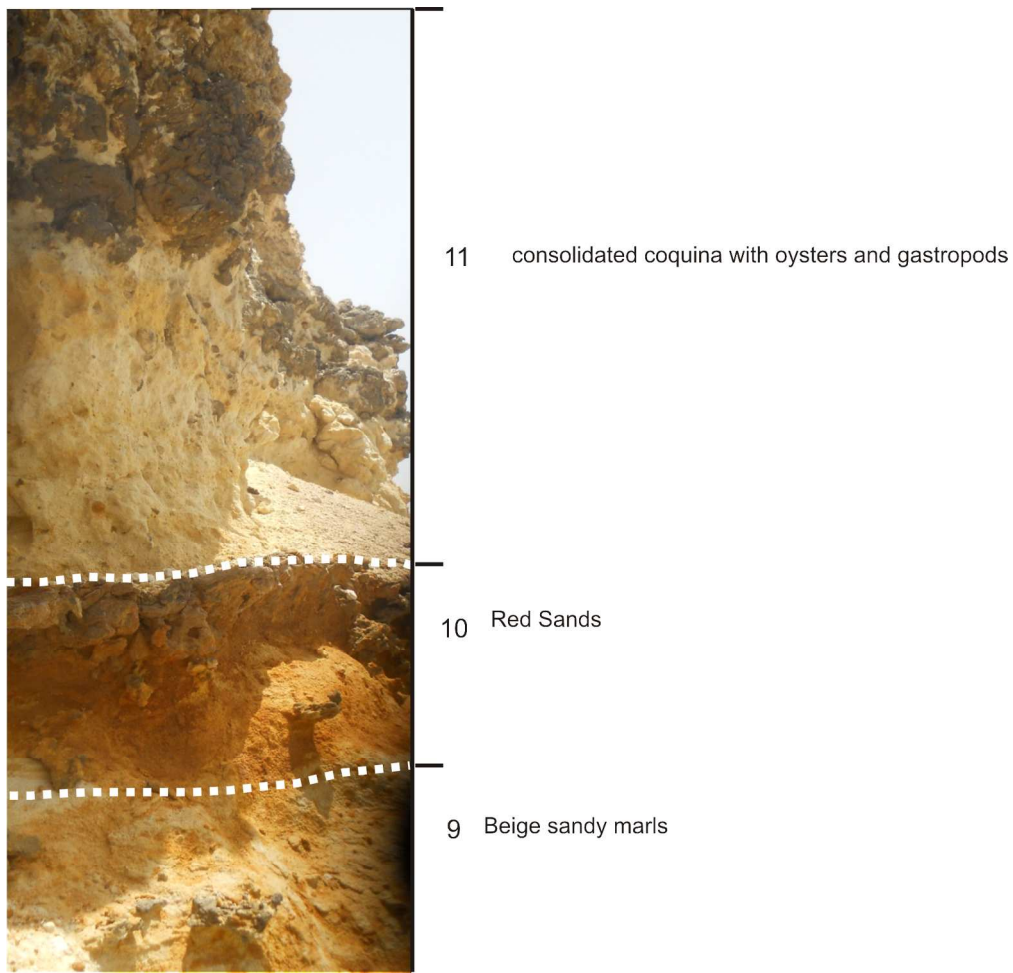 11 consolidated coquina with oysters and gastropods
10 Red Sands
9 Beige sandy marls